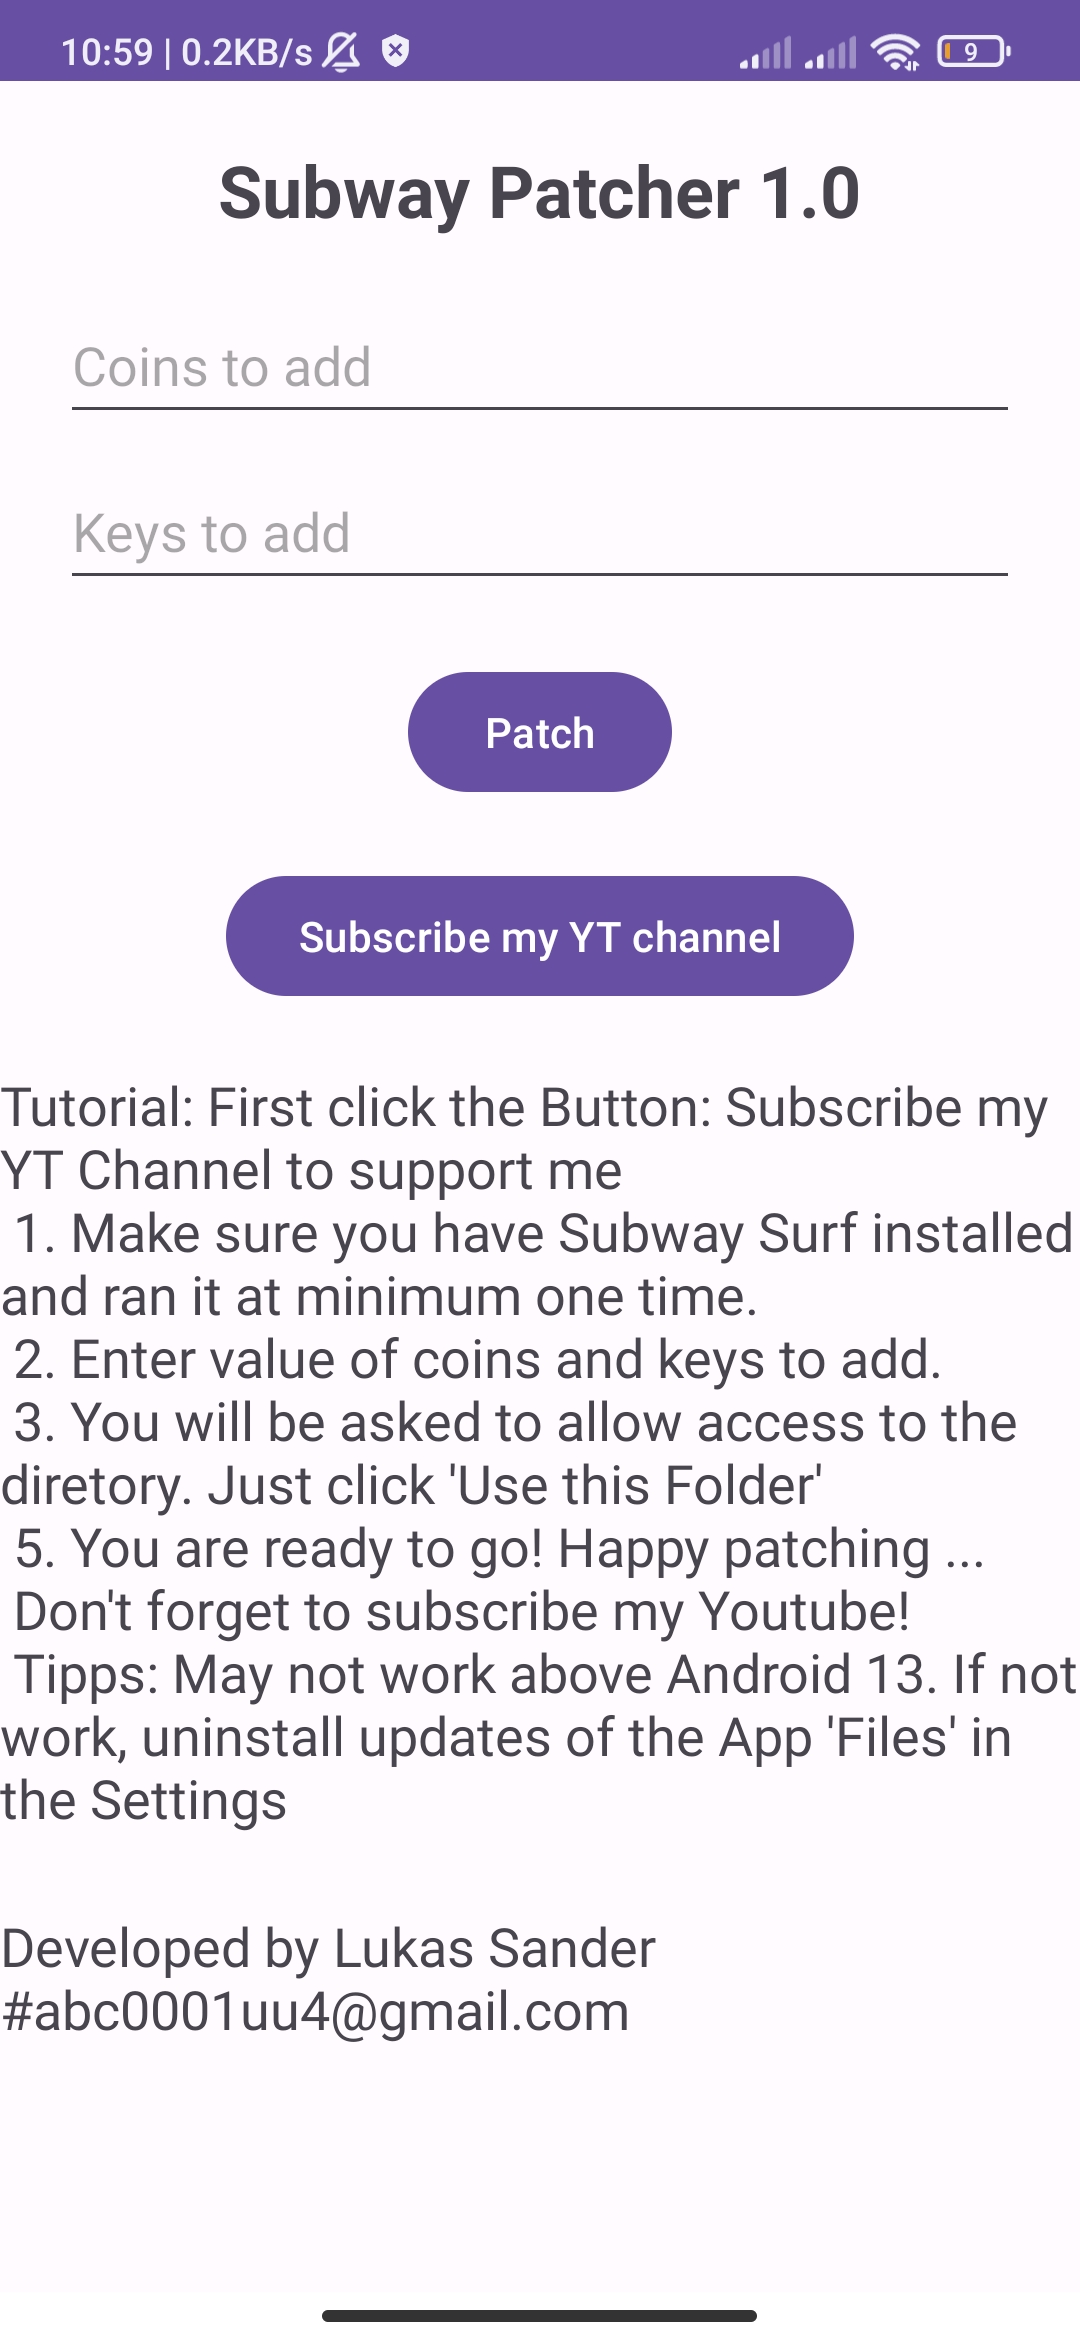 10:59 | 0.2KB/s
9
Subway Patcher 1.0
Coins to add
Keys to add
Patch
Subscribe my YT channel
Tutorial: First click the Button: Subscribe my
YT Channel to support me
1. Make sure you have Subway Surf installed
and ran it at minimum one time.
2. Enter value of coins and keys to add.
3. You will be asked to allow access to the
diretory. Just click 'Use this Folder'
5. You are ready to go! Happy patching ...
Don't forget to subscribe my Youtube!
Tipps: May not work above Android 13. If not
work, uninstall updates of the App 'Files' in
the Settings
Developed by Lukas Sander
#abc0001uu4@gmail.com